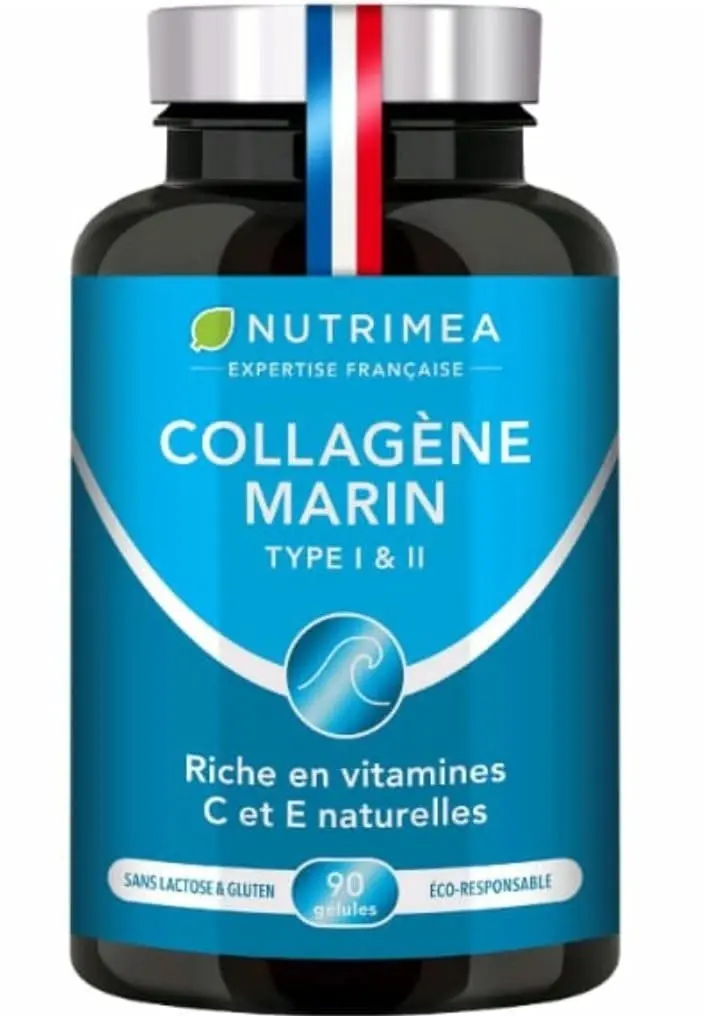 NUTRIMEA
EXPERTISE FRANÇAISE
COLLAGÈNE
MARIN
TYPE I & II
Riche en vitamines
C et E naturelles
SANS LACTOSE & GLUTEN
90
gélules
ÉCO-RESPONSABLE